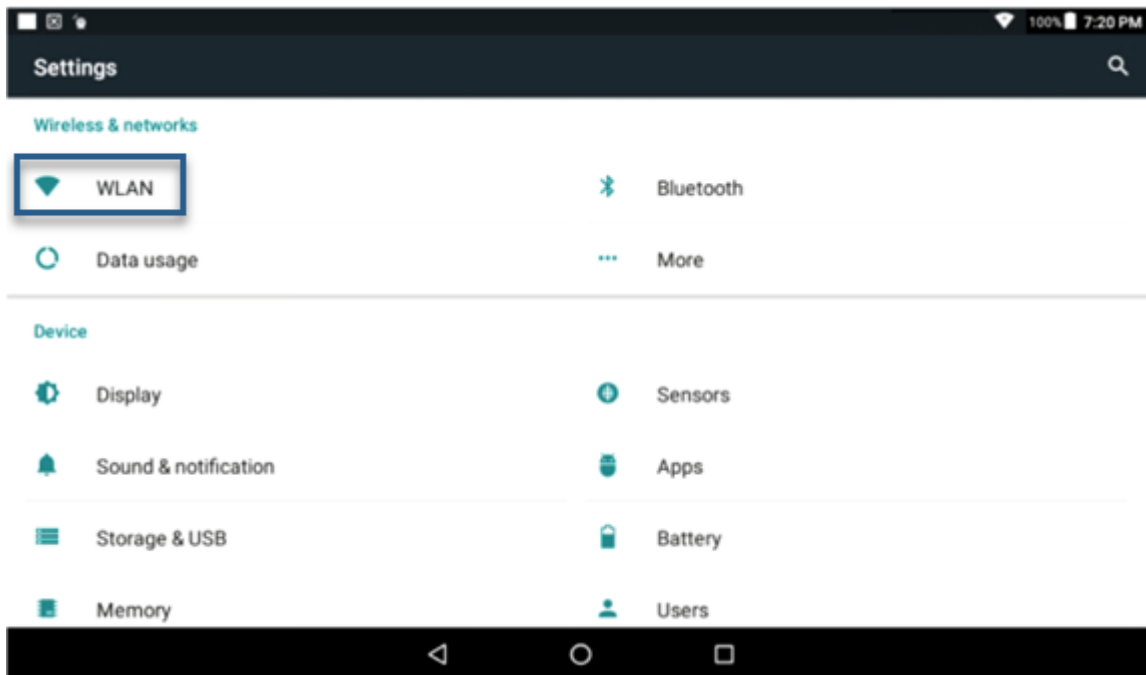 100% 7:20 PM
Settings
Wireless & networks
WLAN Bluetooth
Data usage More
Device
Display Sensors
Sound & notification Apps
Storage & USB Battery
Memory Users